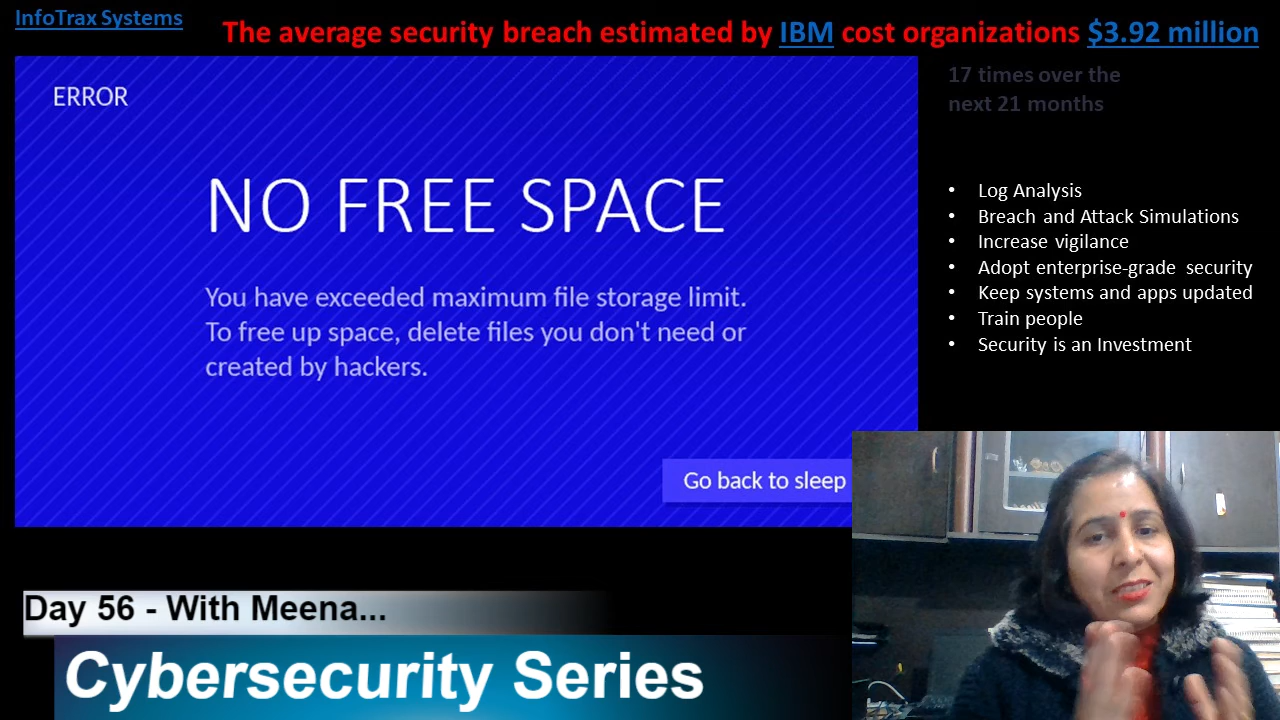 InfoTrax Systems
The average security breach estimated by IBM cost organizations $3.92 million
17 times over the
next 21 months
ERROR
NO FREE SPACE
You have exceeded maximum file storage limit.
To free up space, delete files you don't need or
created by hackers.
Go back to sleep
• Log Analysis
• Breach and Attack Simulations
• Increase vigilance
• Adopt enterprise-grade security
• Keep systems and apps updated
• Train people
• Security is an Investment
Day 56 - With Meena...
Cybersecurity Series